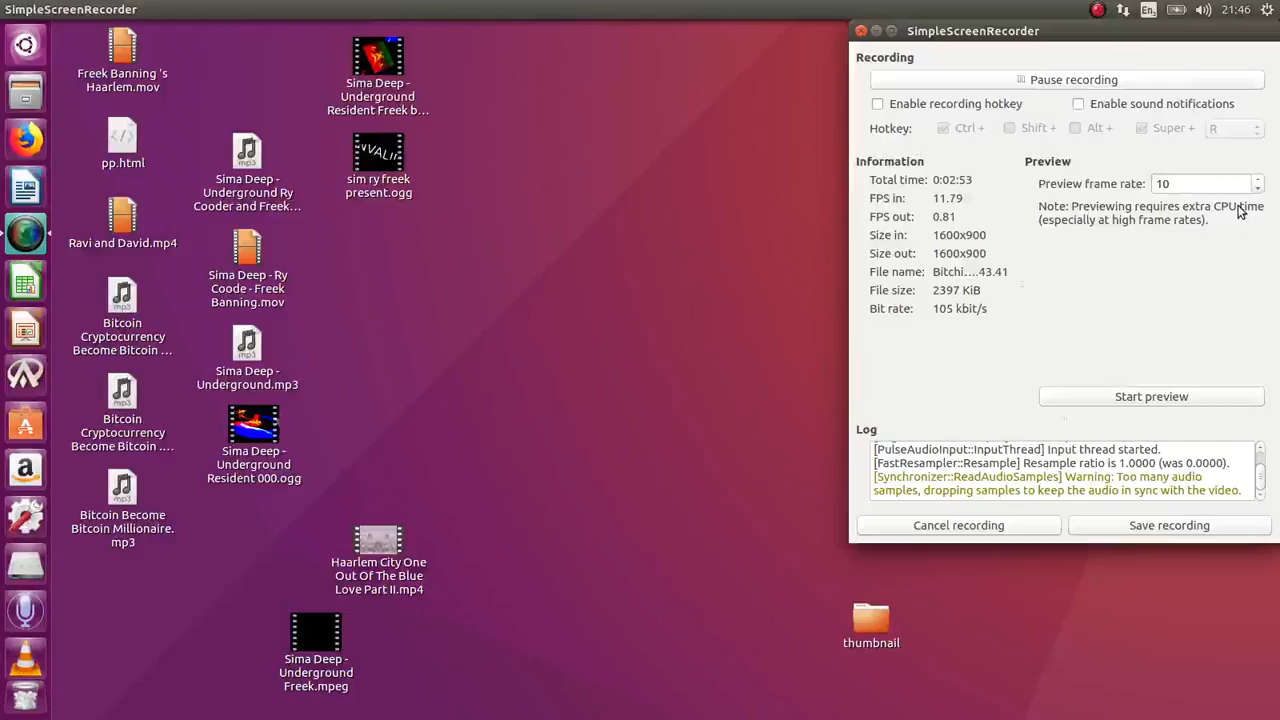 SimpleScreenRecorder
En
21:46
Freek Banning 's
Haarlem.mov
pp.html
Ravi and David.mp4
Bitcoin
Cryptocurrency
Become Bitcoin ...
Bitcoin
Cryptocurrency
Become Bitcoin ....
Bitcoin Become
Bitcoin Millionaire.
mp3
mp3
Sima Deep -
Underground Ry
Cooder and Freek...
Sima Deep - Ry
Coode - Freek
Banning.mov
mp3
Sima Deep -
Underground.mp3
Sima Deep -
Underground
Resident 000.ogg
Sima Deep -
Underground
Resident Freek b...
sim ry freek
present.ogg
Haarlem City One
Out Of The Blue
Love Part II.mp4
Sima Deep -
Underground
Freek.mpeg
thumbnail
SimpleScreenRecorder
Recording
Pause recording
Enable recording hotkey
Enable sound notifications
Hotkey: Ctrl + Shift + Alt + Super + R
Information
Total time: 0:02:53
FPS in: 11.79
FPS out: 0.81
Size in: 1600x900
Size out: 1600x900
File name: Bitchi....43.41
File size: 2397 KiB
Bit rate: 105 kbit/s
Preview
Preview frame rate: 10
Note: Previewing requires extra CPU time
(especially at high frame rates).
Start preview
Log
[PulseAudioInput::InputThread] Input thread started.
[FastResampler::Resample] Resample ratio is 1.0000 (was 0.0000).
[Synchronizer::ReadAudioSamples] Warning: Too many audio
samples, dropping samples to keep the audio in sync with the video.
Cancel recording
Save recording